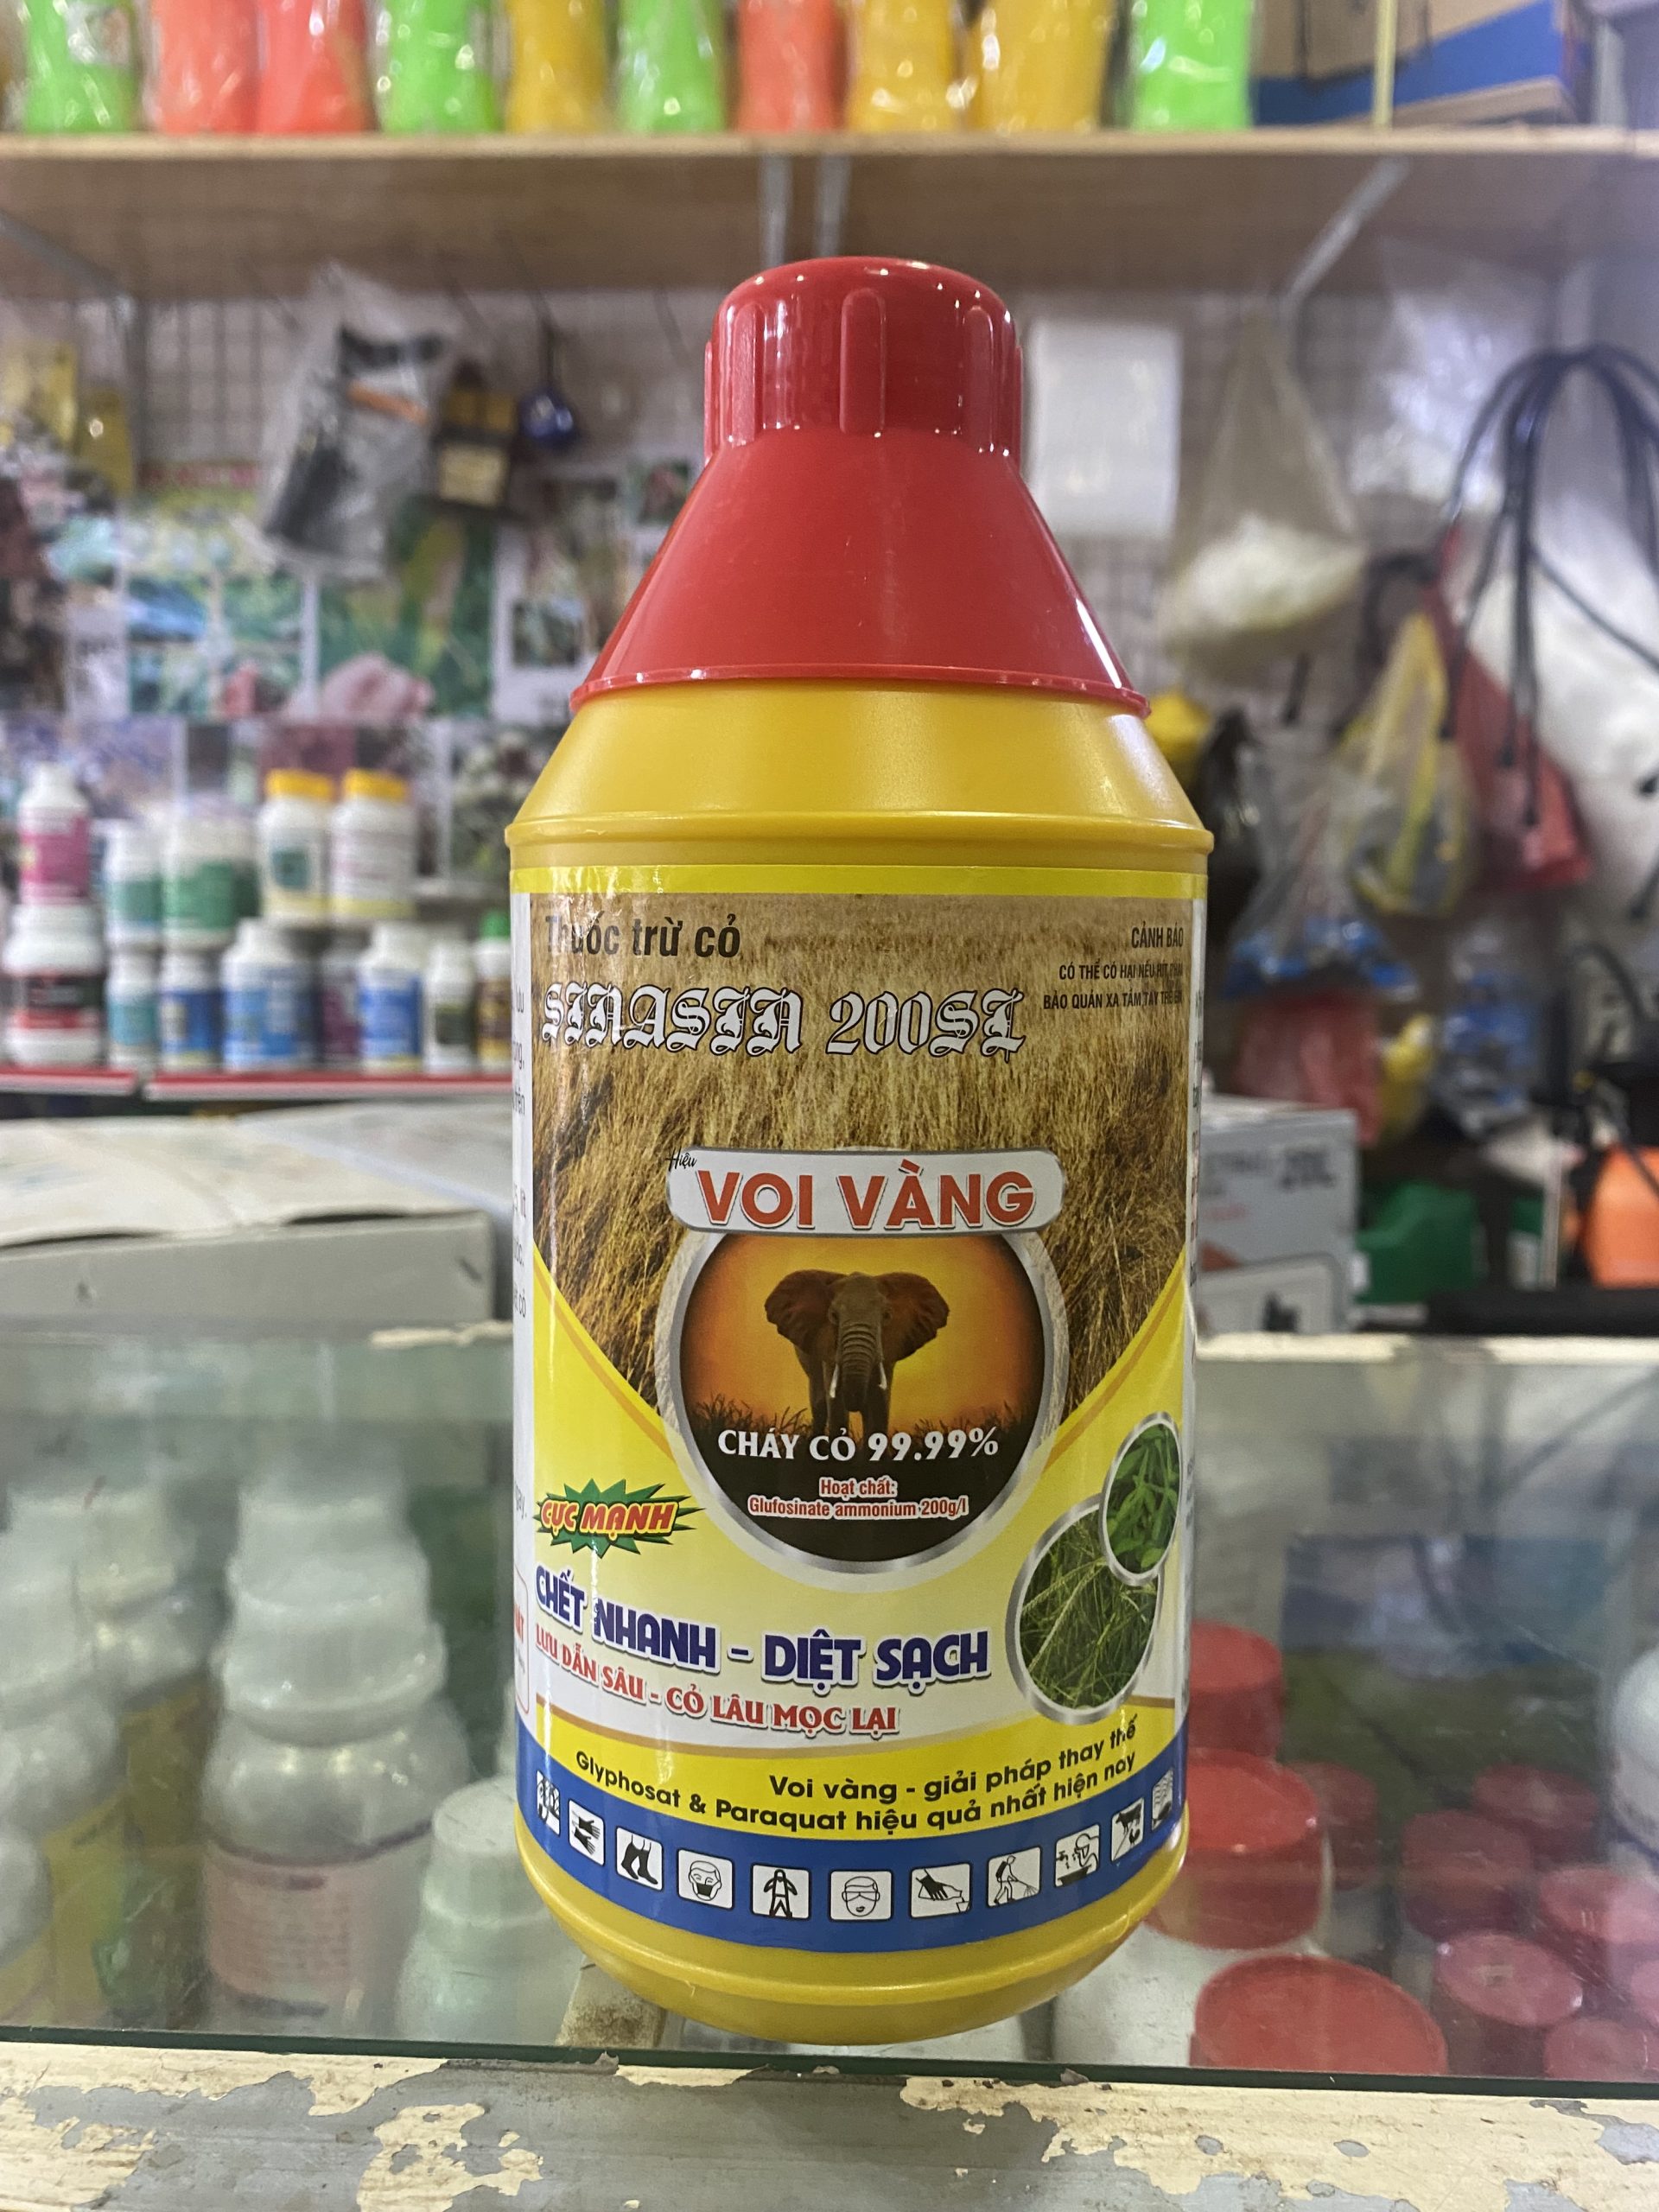 Thuốc trừ cỏ
CẢNH BÁO
CÓ THỂ CÓ HẠI NẾU HÍT PHẢI
BẢO QUẢN XA TẦM TAY TRẺ EM
SINASIN 200SL
Hiệu
VOI VÀNG
CHÁY CỎ 99.99%
Hoạt chất:
Glufosinate ammonium 200g/l
CỰC MẠNH
CHẾT NHANH - DIỆT SẠCH
LƯU DẪN SÂU - CỎ LÂU MỌC LẠI
Voi vàng - giải pháp thay thế
Glyphosat & Paraquat hiệu quả nhất hiện nay